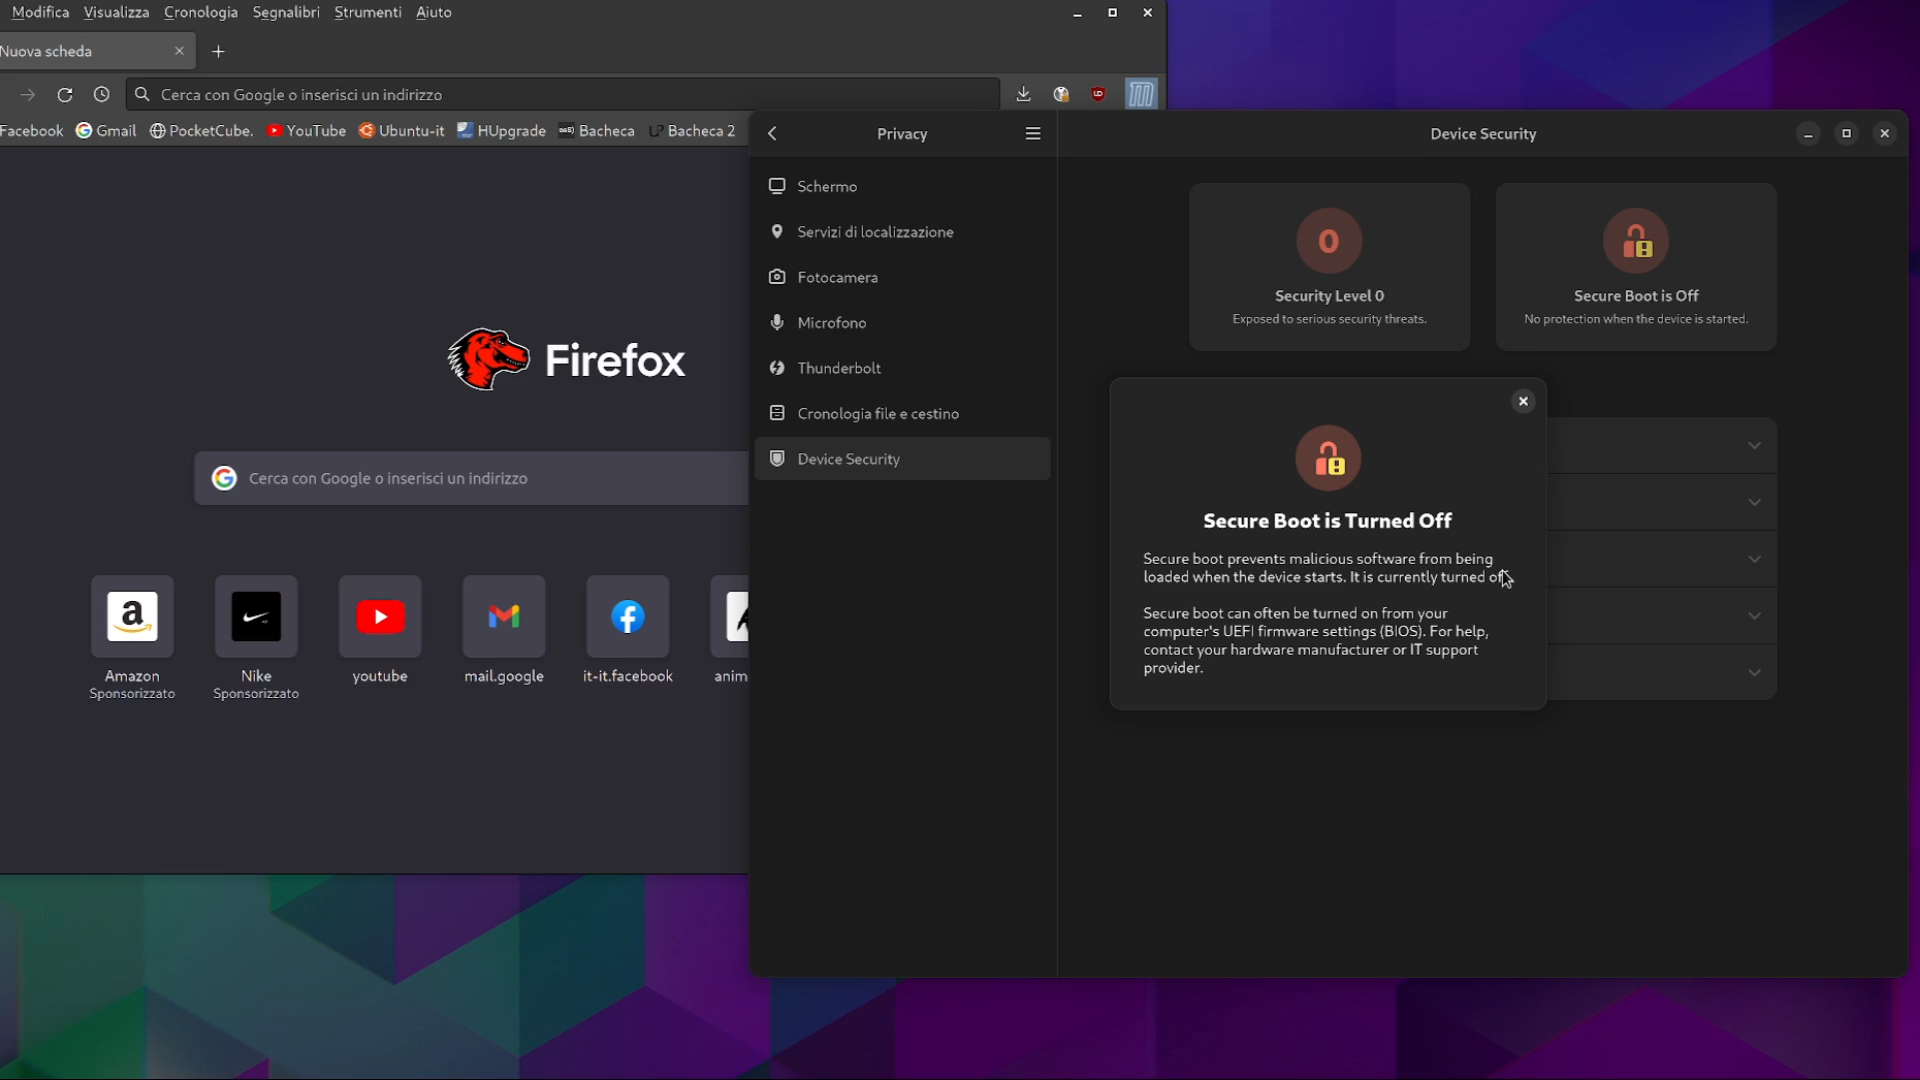 Modifica Visualizza Cronologia Segnalibri Strumenti Aiuto
Nuova scheda
Cerca con Google o inserisci un indirizzo
Facebook Gmail PocketCube. YouTube Ubuntu-it HUpgrade Bacheca Bacheca 2
Firefox
Cerca con Google o inserisci un indirizzo
Amazon
Sponsorizzato
Nike
Sponsorizzato
youtube
mail.google
it-it.facebook
anim
Privacy
Schermo
Servizi di localizzazione
Fotocamera
Microfono
Thunderbolt
Cronologia file e cestino
Device Security
Device Security
0
Security Level 0
Exposed to serious security threats.
Secure Boot is Off
No protection when the device is started.
Secure Boot is Turned Off
Secure boot prevents malicious software from being
loaded when the device starts. It is currently turned
Secure boot can often be turned on from your
computer's UEFI firmware settings (BIOS). For help,
contact your hardware manufacturer or IT support
provider.